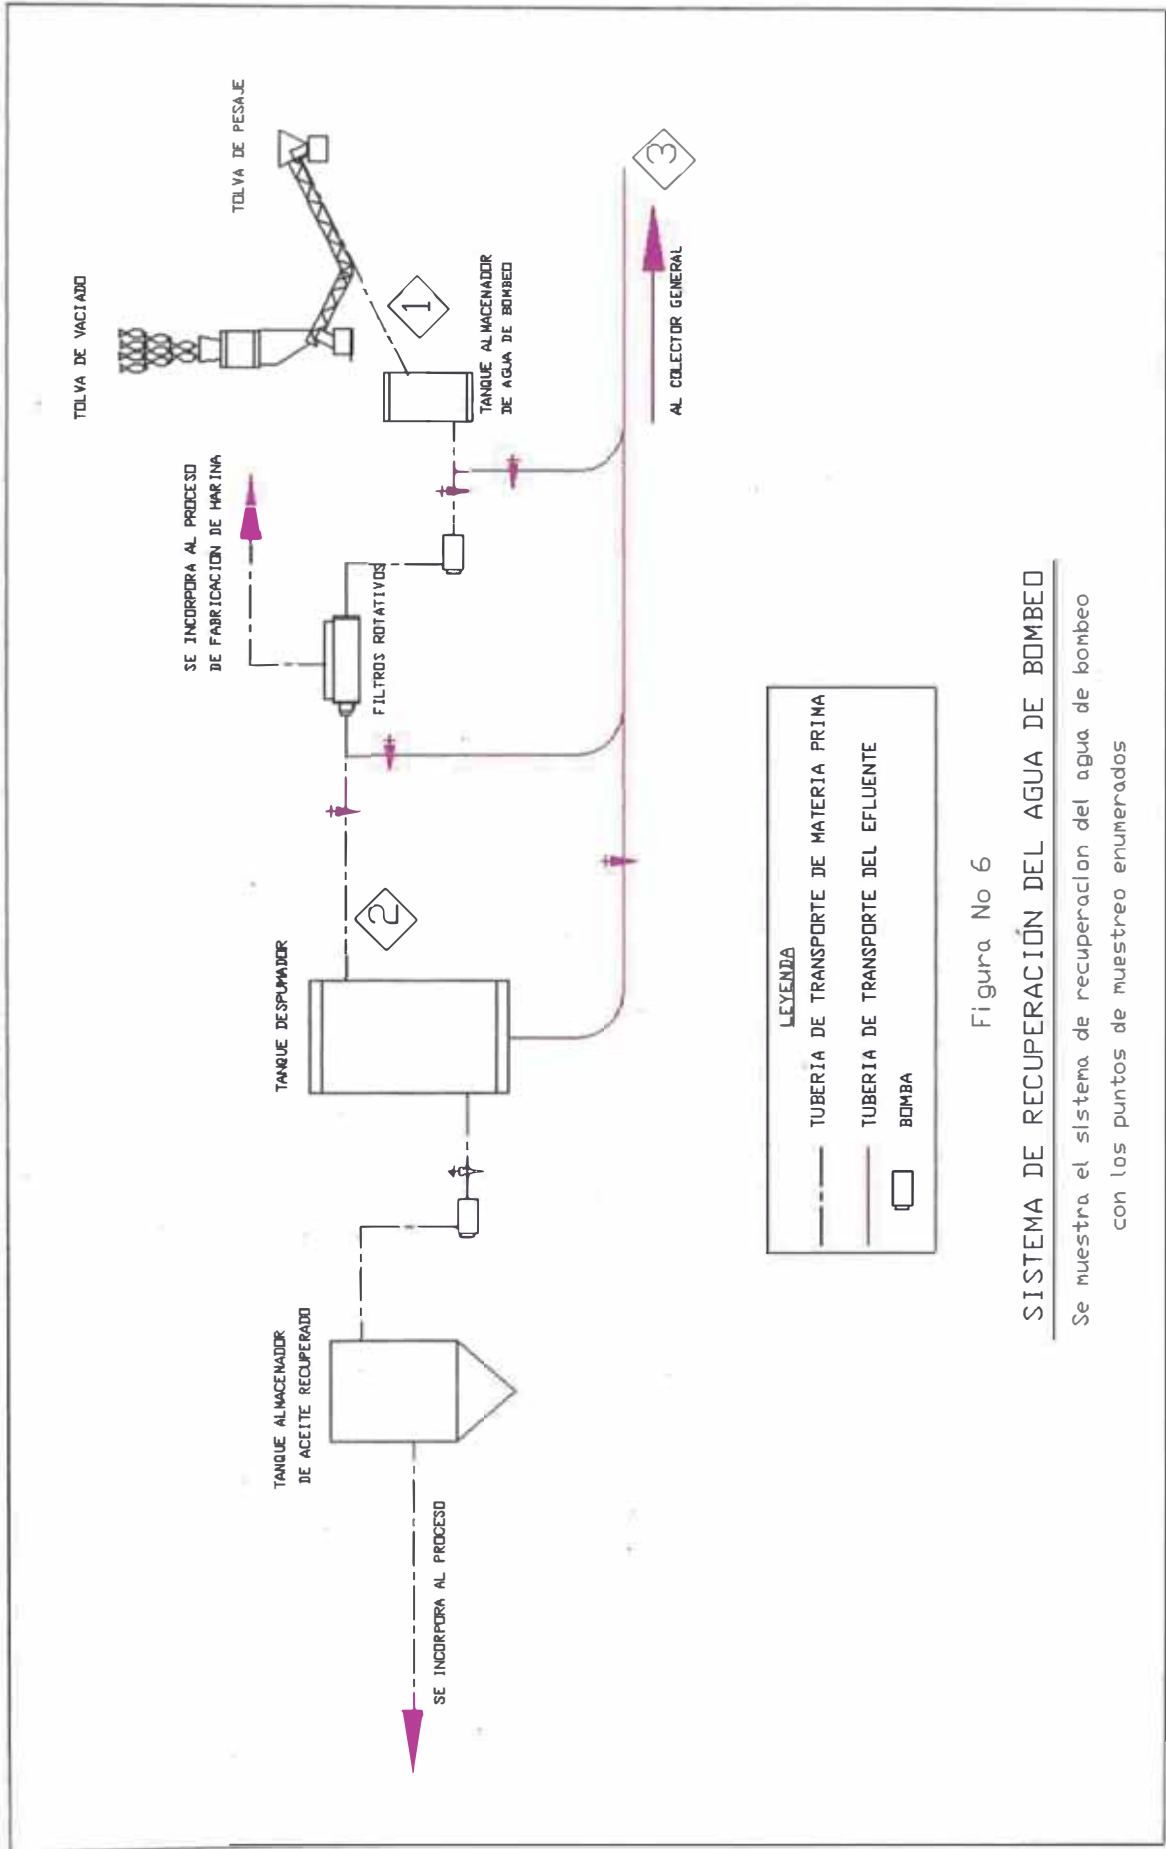 TOLVA DE VACIADO
TOLVA DE PESAJE
SE INCORPORA AL PROCESO
DE FABRICACION DE HARINA
1
TANQUE ALMACENADOR
DE AGUA DE BOMBEO
FILTROS ROTATIVOS
3
AL COLECTOR GENERAL
TANQUE DESPUMADOR
2
TANQUE ALMACENADOR
DE ACEITE RECUPERADO
SE INCORPORA AL PROCESO
LEYENDA
TUBERIA DE TRANSPORTE DE MATERIA PRIMA
TUBERIA DE TRANSPORTE DEL EFLUENTE
BOMBA
Figura No 6
SISTEMA DE RECUPERACION DEL AGUA DE BOMBEO
Se muestra el sistema de recuperacion del agua de bombeo
con los puntos de muestreo enumerados